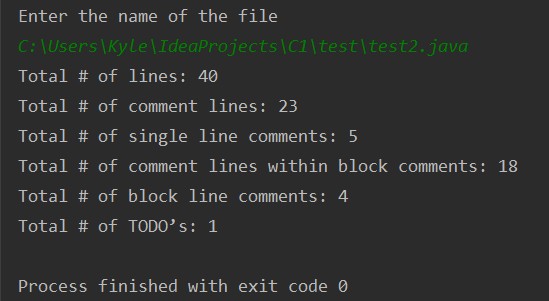 Enter the name of the file
C:\Users\Kyle\IdeaProjects\C1\test\test2.java
Total # of lines: 40
Total # of comment lines: 23
Total # of single line comments: 5
Total # of comment lines within block comments: 18
Total # of block line comments: 4
Total # of TODO’s: 1
Process finished with exit code 0